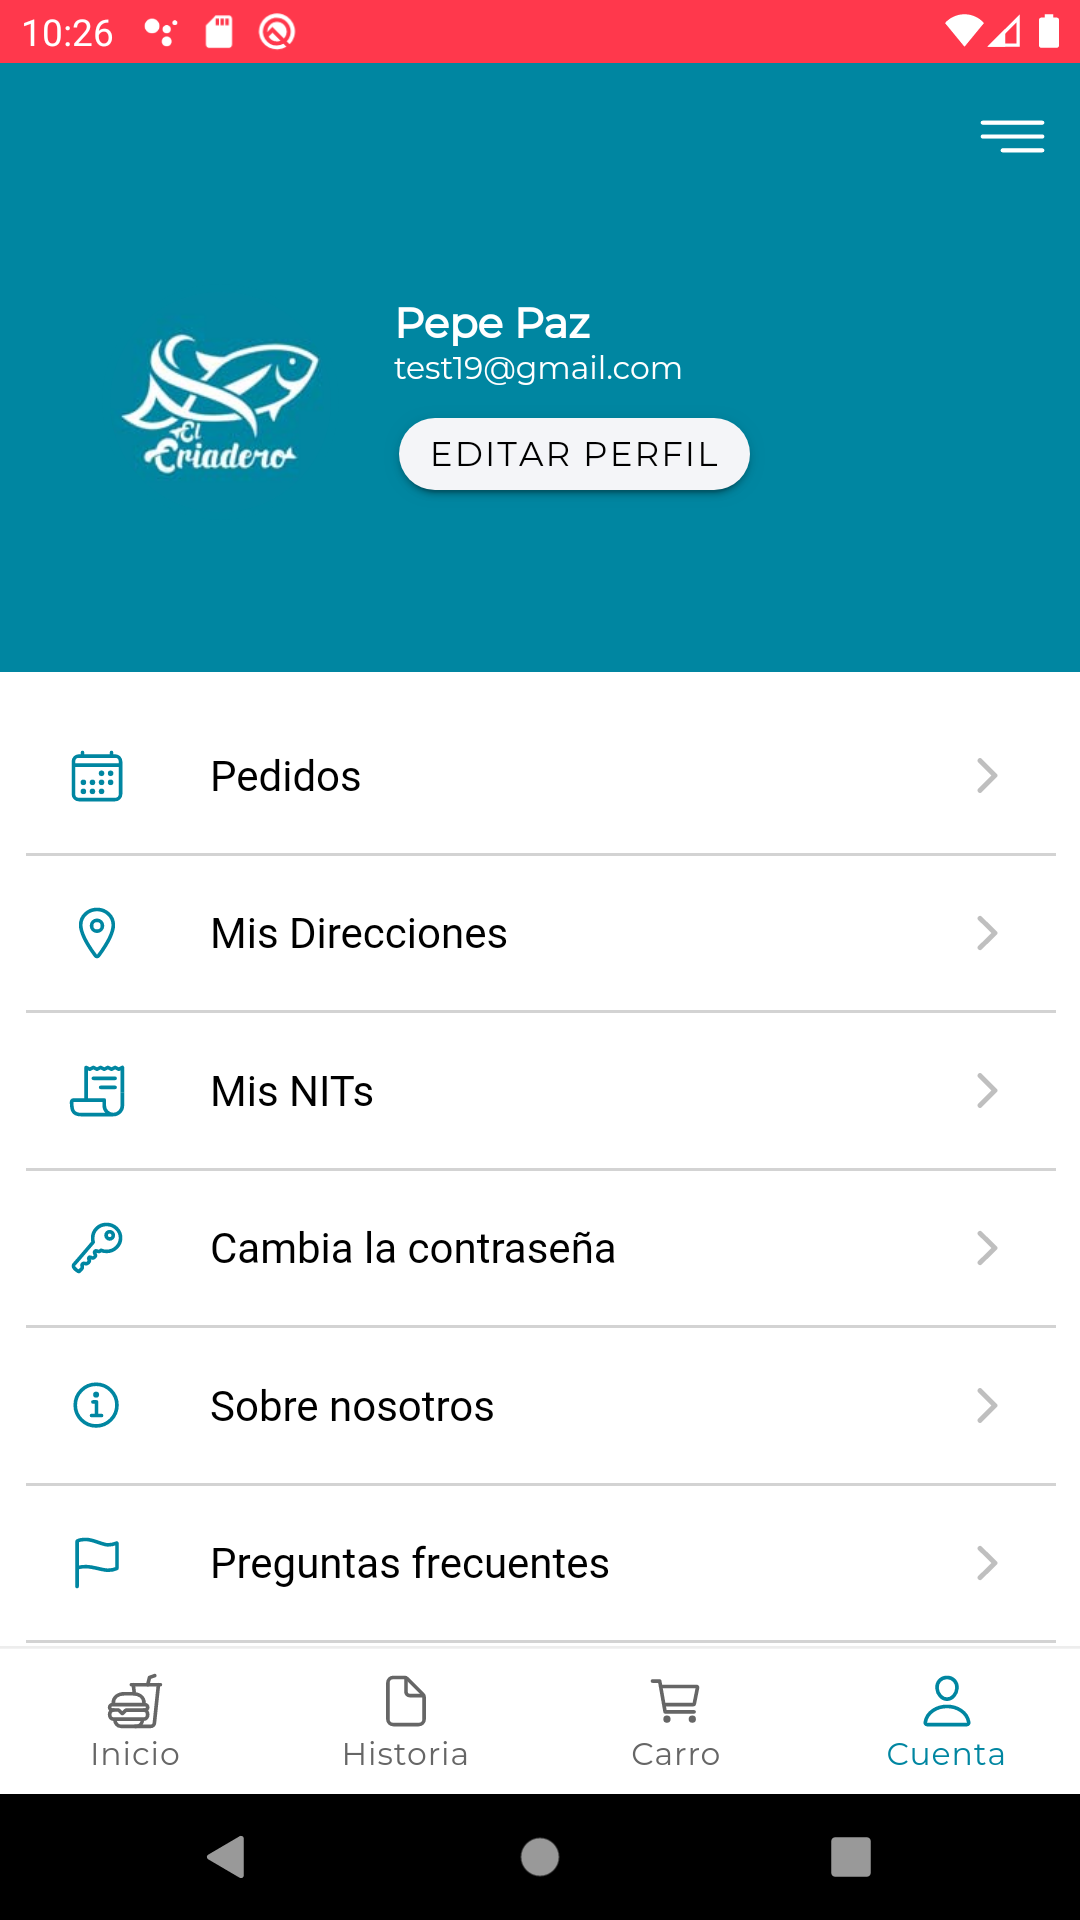 10:26
Pepe Paz
test19@gmail.com
El
Criadero
EDITAR PERFIL
Pedidos
Mis Direcciones
Mis NITs
Cambia la contraseña
Sobre nosotros
Preguntas frecuentes
Inicio
Historia
Carro
Cuenta